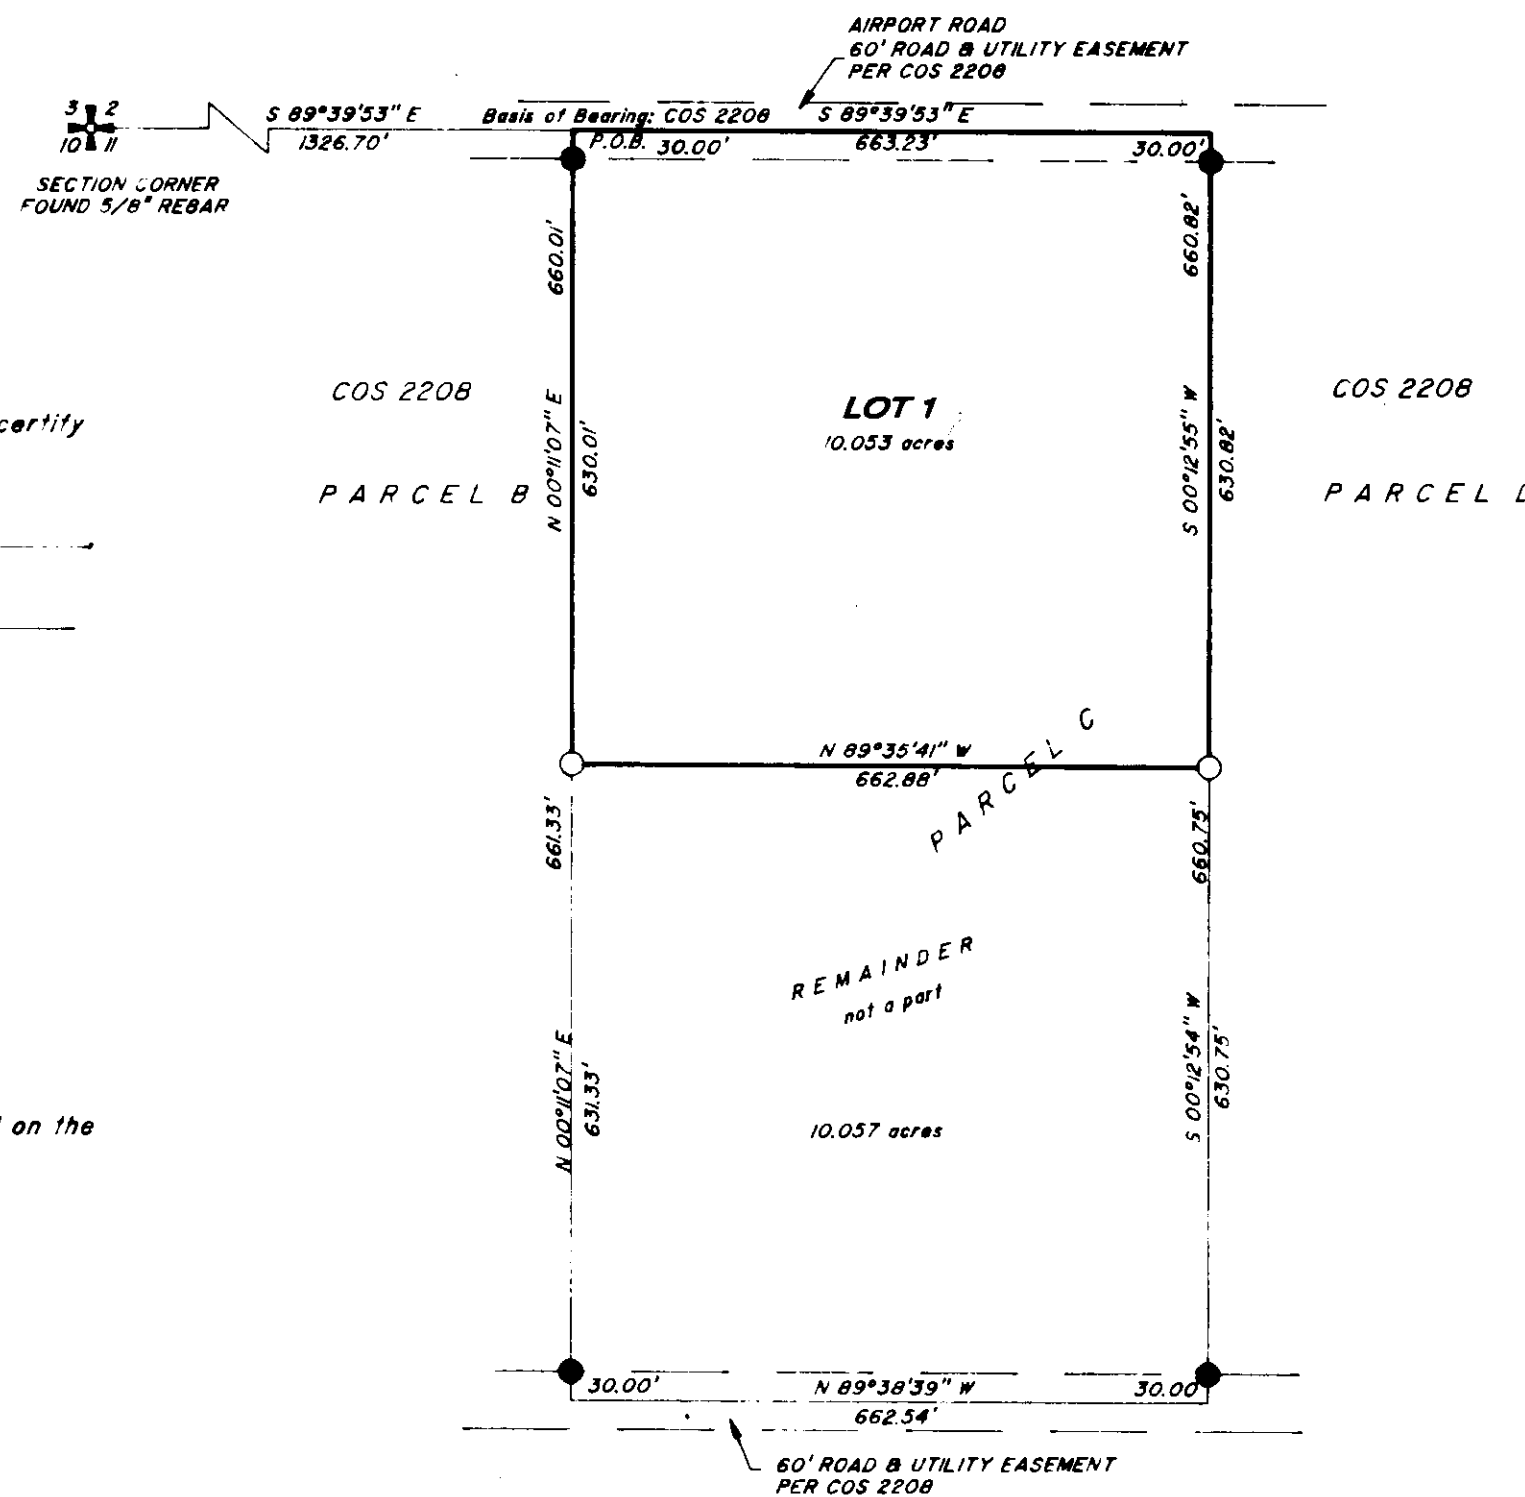 AIRPORT ROAD
60' ROAD & UTILITY EASEMENT
PER COS 2208
3 2
10 11
SECTION CORNER
FOUND 5/8" REBAR
S 89°39'53" E
1326.70'
Basis of Bearing: COS 2208
S 89°39'53" E
P.O.B. 30.00'
663.23'
30.00'
660.01'
660.82'
COS 2208
PARCEL B
N 00°11'07" E
630.01'
LOT 1
10.053 acres
S 00°12'55" W
630.82'
COS 2208
PARCEL
certify
N 89°35'41" W
662.88'
PARCEL C
661.33'
660.75'
REMAINDER
not a part
N 00°11'07" E
631.33'
10.057 acres
S 00°12'54" W
630.75'
on the
30.00'
N 89°38'39" W
662.54'
30.00'
60' ROAD & UTILITY EASEMENT
PER COS 2208